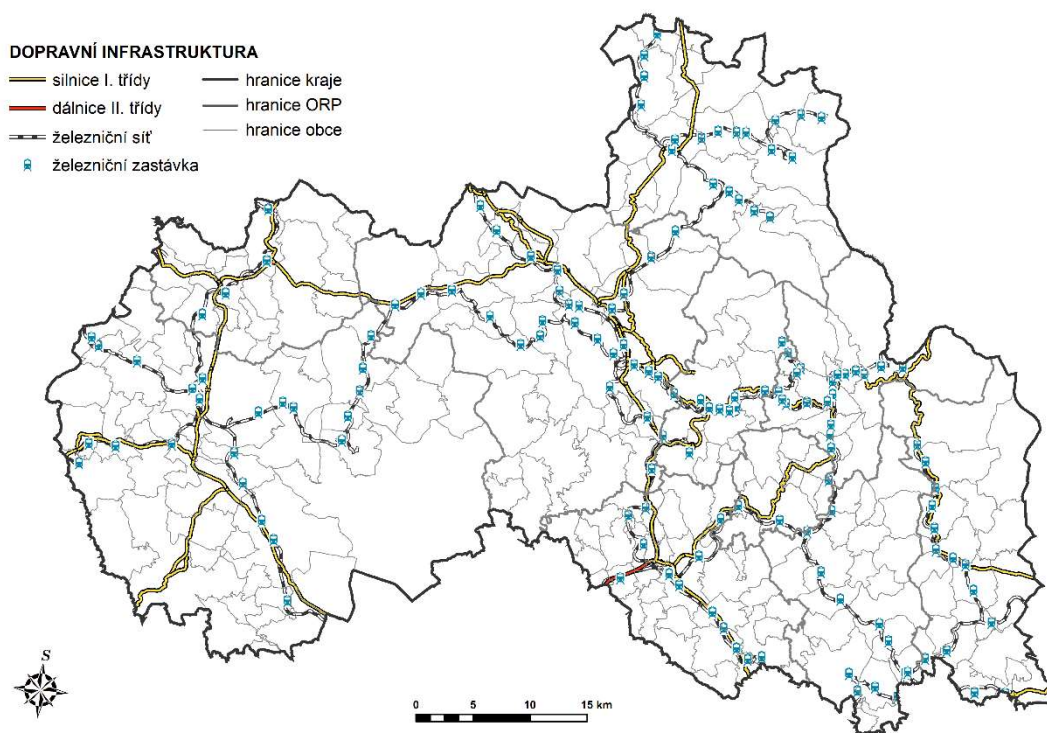 DOPRAVNÍ INFRASTRUKTURA
silnice I. třídy
dálnice II. třídy
železniční síť
železniční zastávka
hranice kraje
hranice ORP
hranice obce
S
0 5 10 15 km